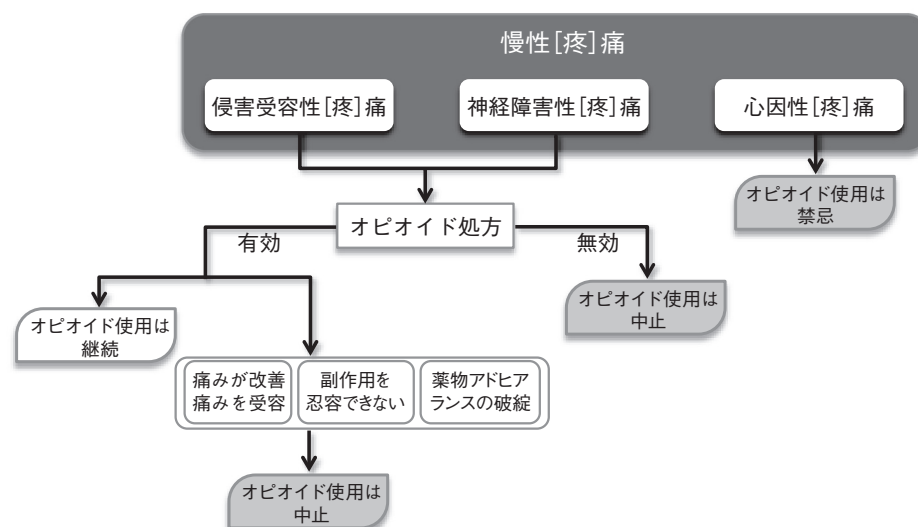 慢性[疼]痛
侵害受容性[疼]痛
神経障害性[疼]痛
心因性[疼]痛
オピオイド使用は
禁忌
オピオイド処方
有効
無効
オピオイド使用は
中止
オピオイド使用は
継続
痛みが改善
痛みを受容
副作用を
忍容できない
薬物アドヒア
ランスの破綻
オピオイド使用は
中止